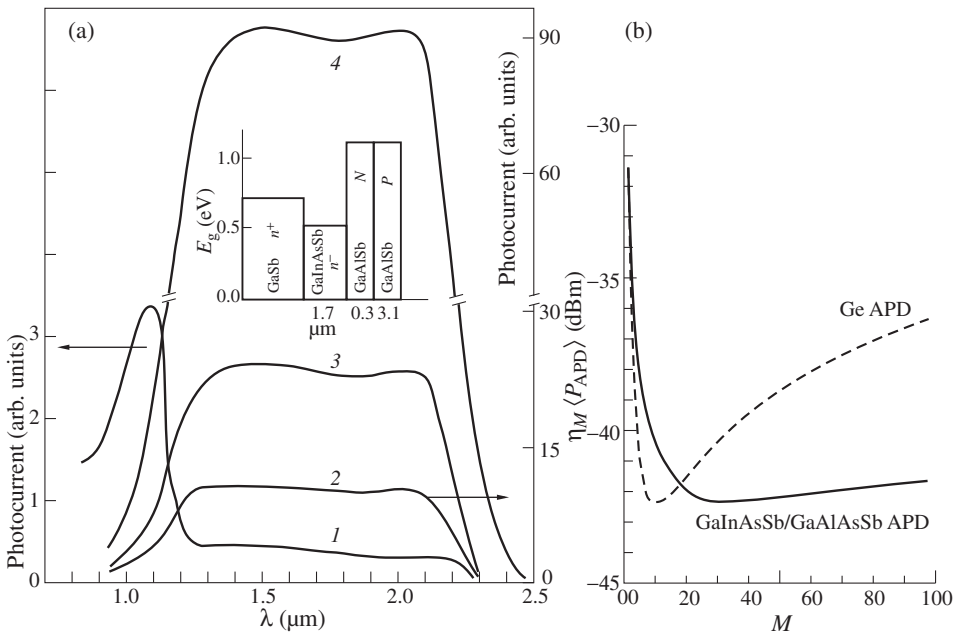 (a)
Photocurrent (arb. units)
3
2
1
0
1.0
1.5
2.0
2.5
λ (μm)
4
3
2
1
E_g (eV)
1.0
0.5
0.0
GaSb n⁺
GaInAsSb n⁻
GaAlSb N
GaAlSb P
1.7
0.3
3.1
μm
Photocurrent (arb. units)
90
60
30
15
0
(b)
η_M ⟨P_APD⟩ (dBm)
−30
−35
−40
−45
Ge APD
GaInAsSb/GaAlAsSb APD
00
20
40
60
80
100
M